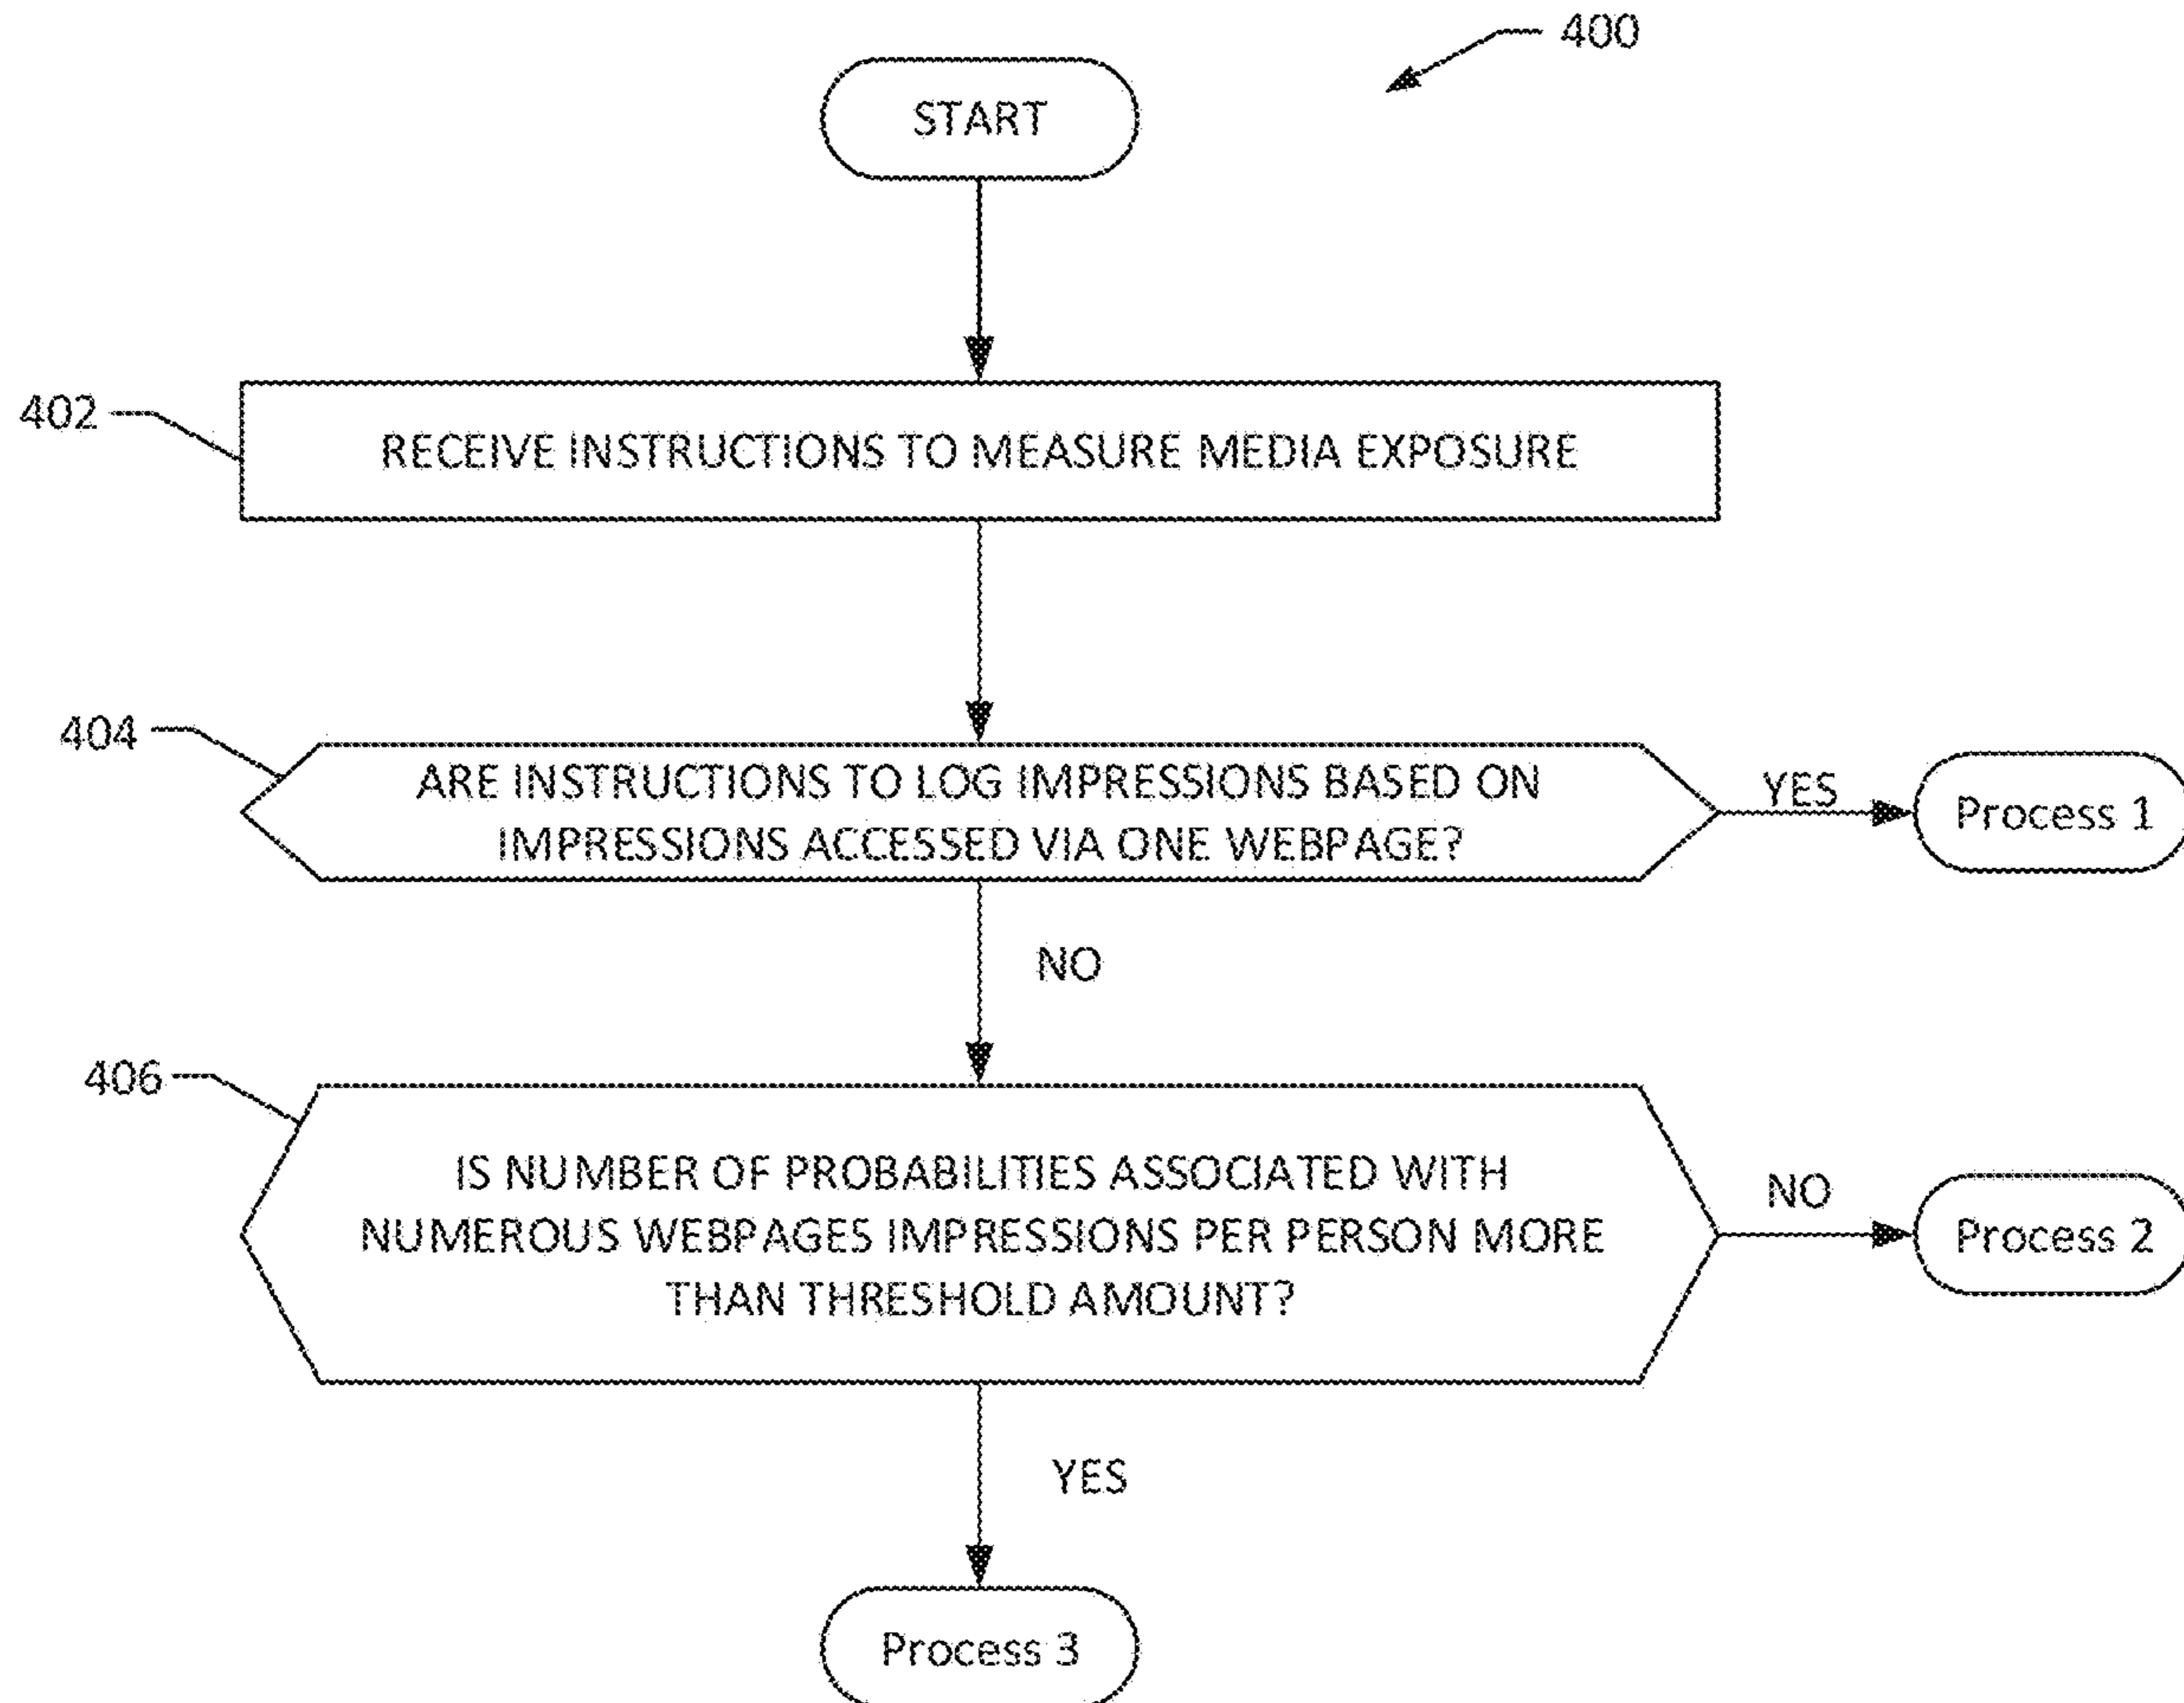 400
START
402
RECEIVE INSTRUCTIONS TO MEASURE MEDIA EXPOSURE
404
ARE INSTRUCTIONS TO LOG IMPRESSIONS BASED ON
IMPRESSIONS ACCESSED VIA ONE WEBPAGE?
YES
Process 1
NO
406
IS NUMBER OF PROBABILITIES ASSOCIATED WITH
NUMEROUS WEBPAGES IMPRESSIONS PER PERSON MORE
THAN THRESHOLD AMOUNT?
NO
Process 2
YES
Process 3